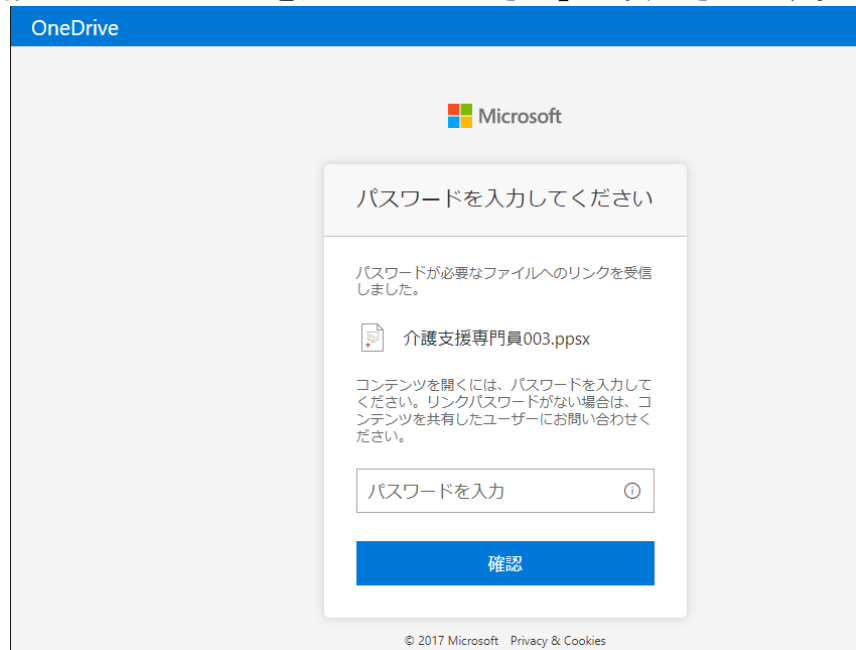 OneDrive
Microsoft
パスワードを入力してください
パスワードが必要なファイルへのリンクを受信
しました。
介護支援専門員003.ppsx
コンテンツを開くには、パスワードを入力して
ください。リンクパスワードがない場合は、コ
ンテンツを共有したユーザーにお問い合わせく
ださい。
パスワードを入力
確認
© 2017 Microsoft Privacy & Cookies